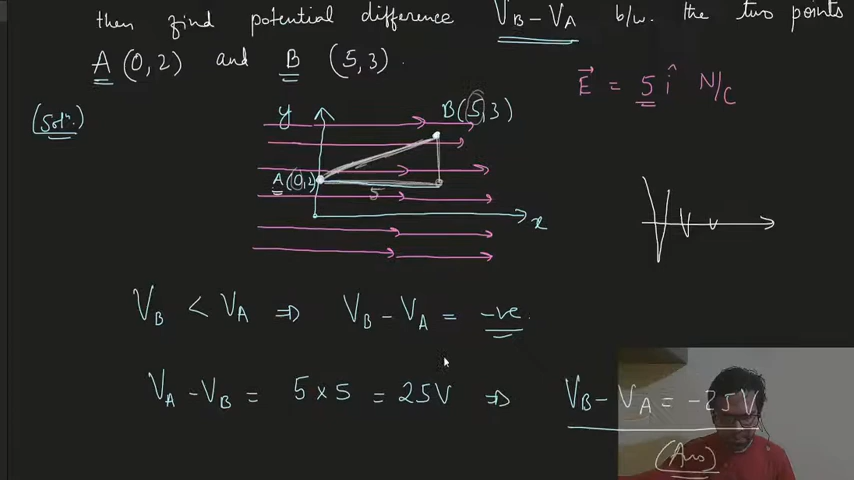 then find potential difference V_B - V_A b/w. the two points
A (0,2) and B (5,3).
E⃗ = 5 î N/C
(Solⁿ.)
y
B(5,3)
A(0,2)
5
x
V_B < V_A ⇒ V_B - V_A = -ve.
V_A - V_B = 5 × 5 = 25V ⇒ V_B - V_A = -25V
(Ans)